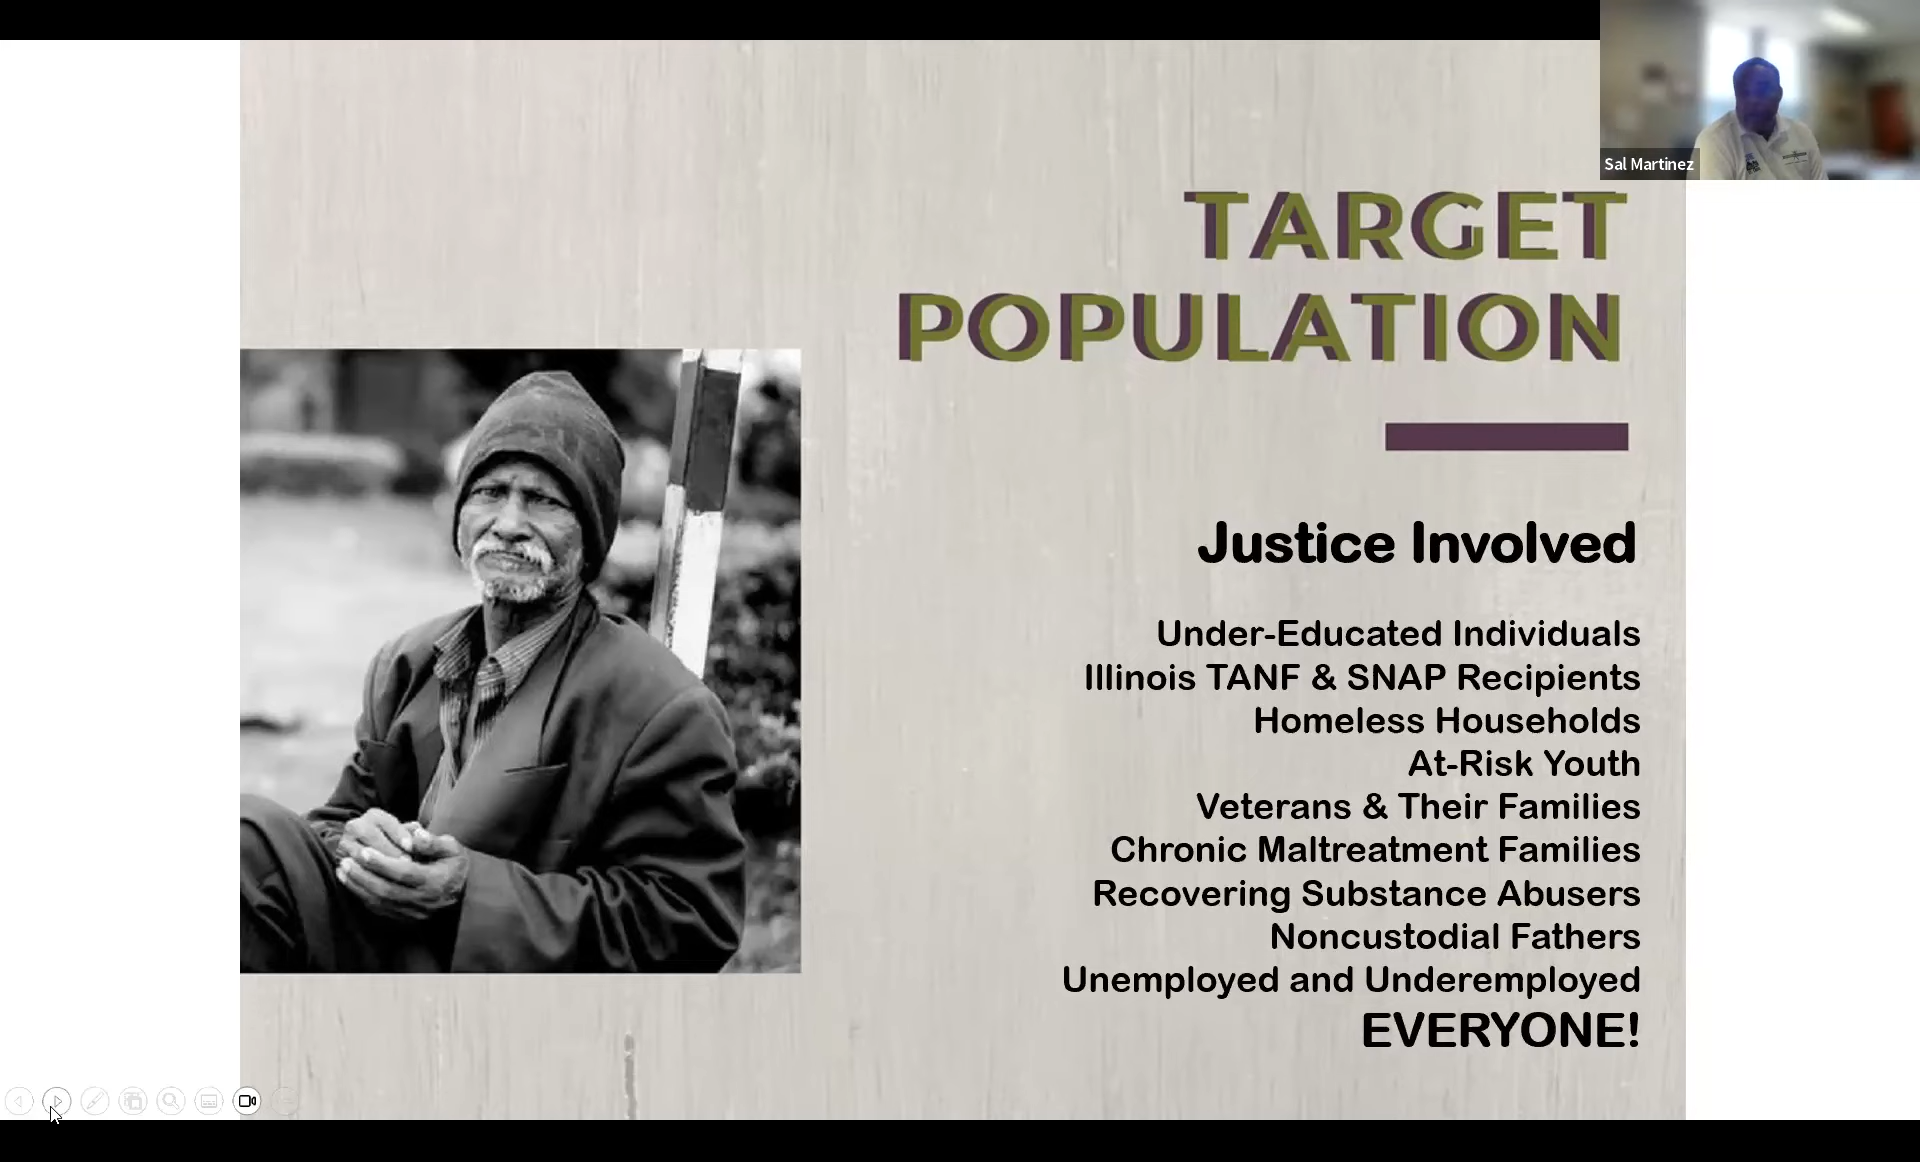 Sal Martinez
TARGET
POPULATION
Justice Involved
Under-Educated Individuals
Illinois TANF & SNAP Recipients
Homeless Households
At-Risk Youth
Veterans & Their Families
Chronic Maltreatment Families
Recovering Substance Abusers
Noncustodial Fathers
Unemployed and Underemployed
EVERYONE!